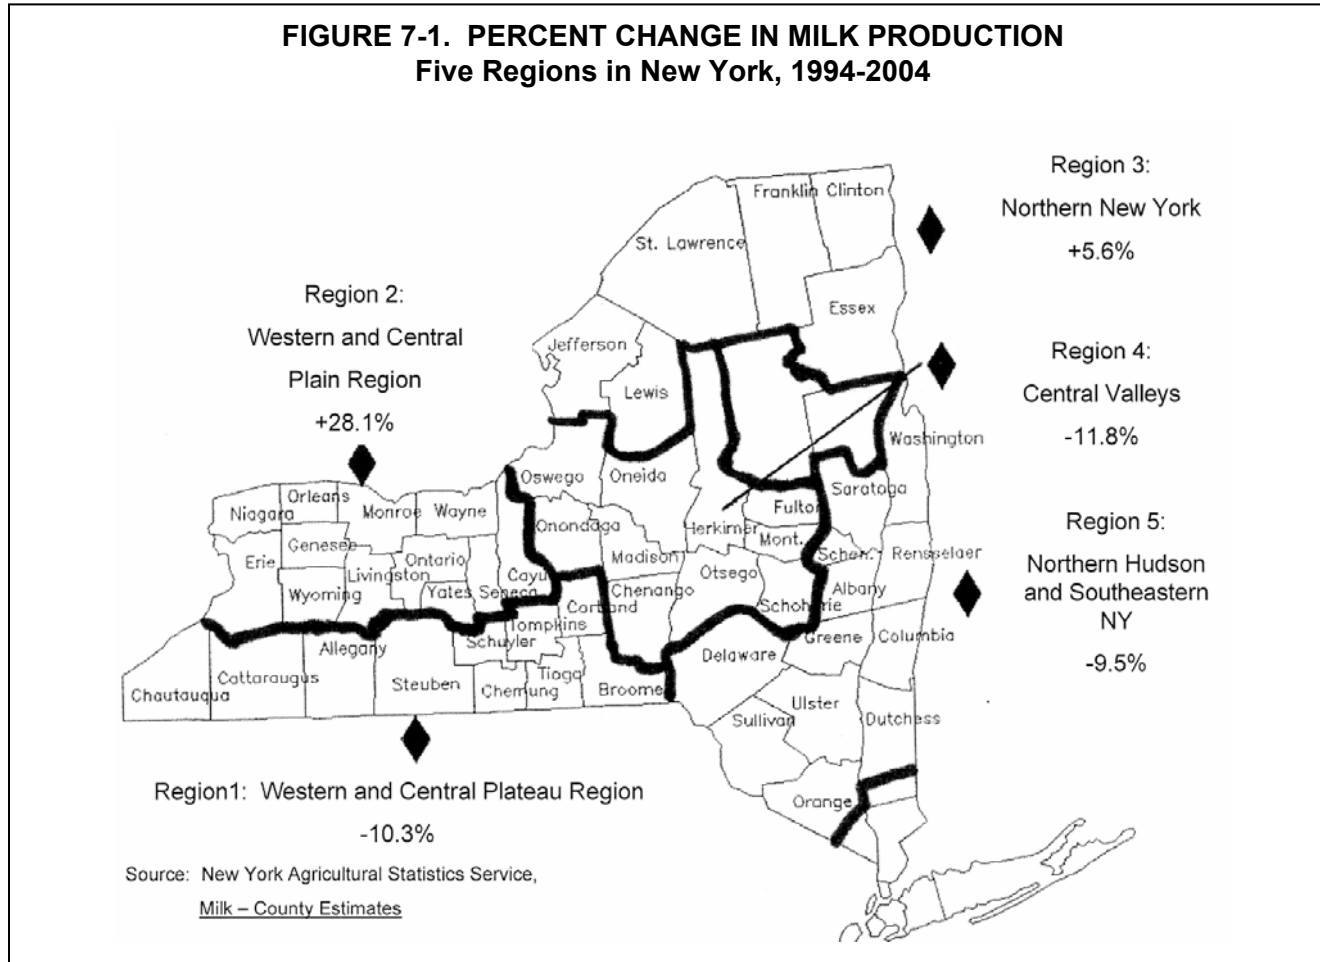 FIGURE 7-1. PERCENT CHANGE IN MILK PRODUCTION
Five Regions in New York, 1994-2004
Region 3:
Northern New York
+5.6%
Franklin
Clinton
St. Lawrence
Essex
Region 2:
Western and Central
Plain Region
+28.1%
Jefferson
Lewis
Region 4:
Central Valleys
-11.8%
Washington
Oswego
Oneida
Saratoga
Niagara
Orleans
Monroe
Wayne
Fulton
Onondaga
Herkimer
Region 5:
Northern Hudson
and Southeastern
NY
-9.5%
Erie
Genesee
Ontario
Madison
Mont.
Schen.
Rensselaer
Livingston
Wyoming
Yates
Seneca
Cayu
Chenango
Otsego
Albany
Cortland
Schoharie
Tompkins
Schuyler
Greene
Columbia
Allegany
Delaware
Chautauqua
Cattaraugus
Steuben
Chemung
Tioga
Broome
Ulster
Sullivan
Dutchess
Orange
Region1: Western and Central Plateau Region
-10.3%
Source: New York Agricultural Statistics Service,
Milk – County Estimates